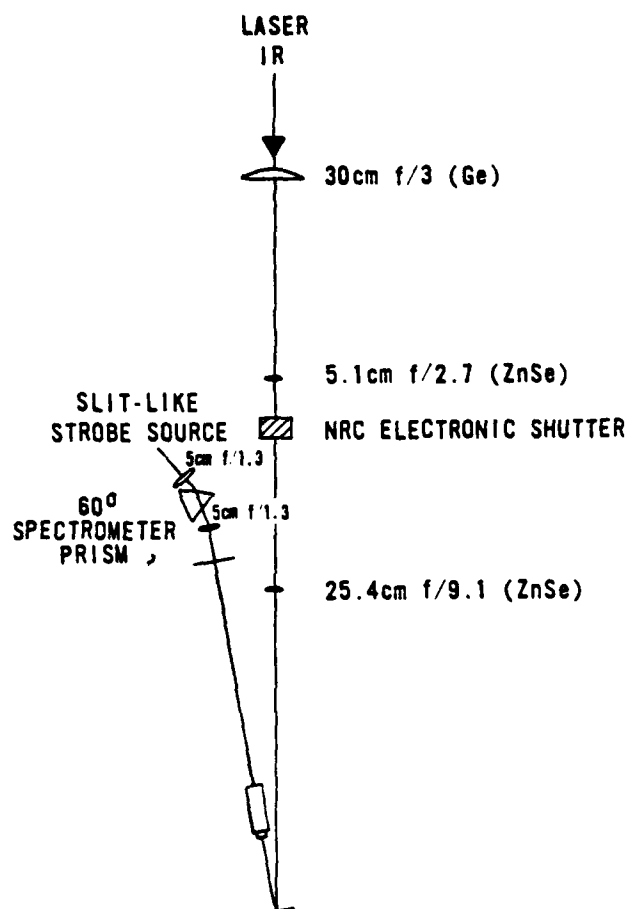 LASER
IR
30cm f/3 (Ge)
5.1cm f/2.7 (ZnSe)
SLIT-LIKE
STROBE SOURCE
NRC ELECTRONIC SHUTTER
5cm f/1.3
60º
SPECTROMETER
PRISM
5cm f/1.3
25.4cm f/9.1 (ZnSe)